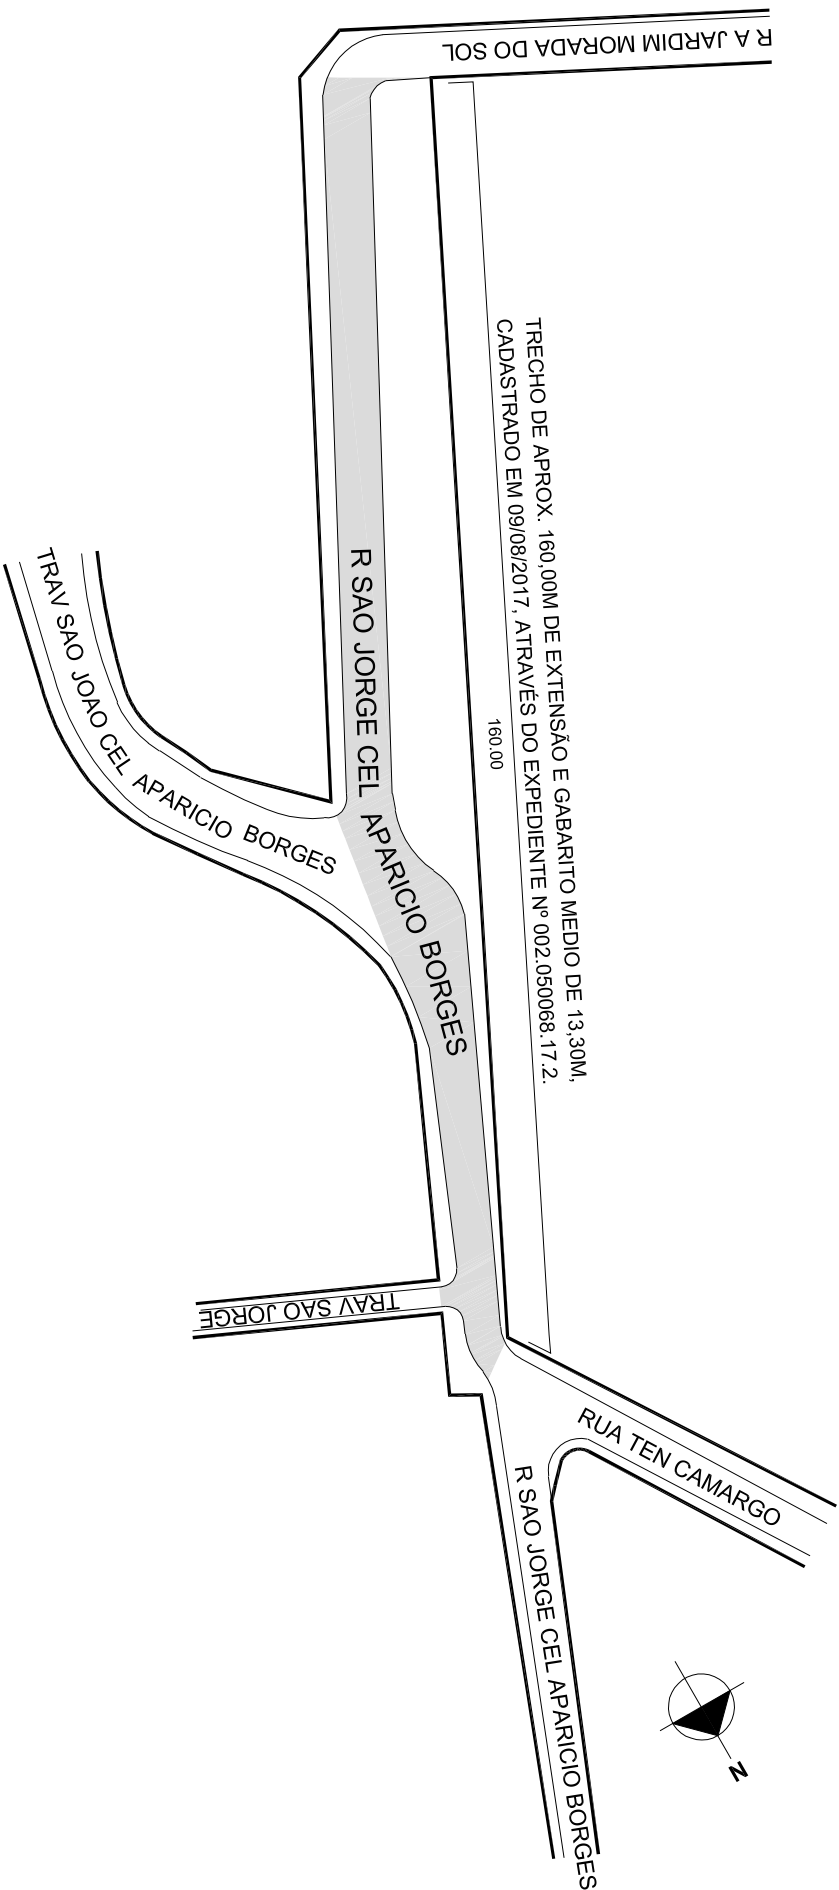 R A JARDIM MORADA DO SOL
TRECHO DE APROX. 160,00M DE EXTENSÃO E GABARITO MEDIO DE 13,30M,
CADASTRADO EM 09/08/2017, ATRAVÉS DO EXPEDIENTE Nº 002.050068.17.2.
160.00
R SAO JORGE CEL APARICIO BORGES
TRAV SAO JOAO CEL APARICIO BORGES
TRAV SAO JORGE
RUA TEN CAMARGO
R SAO JORGE CEL APARICIO BORGES
N